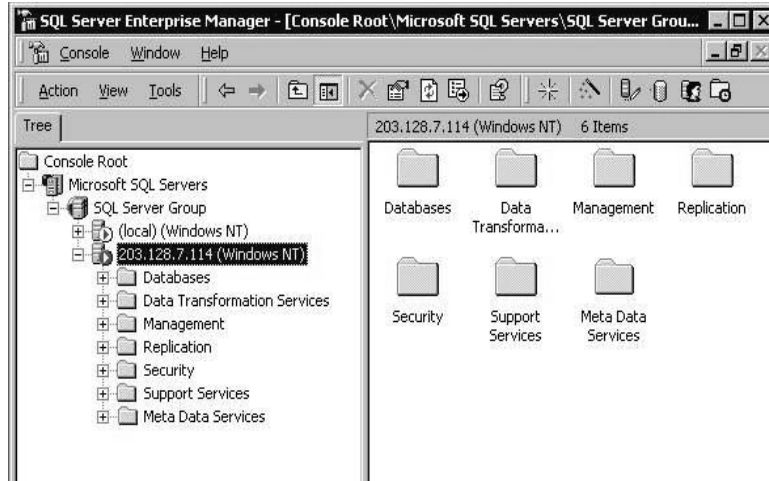 SQL Server Enterprise Manager - [Console Root\Microsoft SQL Servers\SQL Server Grou...
Console Window Help
Action View Tools
Tree
203.128.7.114 (Windows NT) 6 Items
Console Root
Microsoft SQL Servers
SQL Server Group
(local) (Windows NT)
203.128.7.114 (Windows NT)
Databases
Data Transformation Services
Management
Replication
Security
Support Services
Meta Data Services
Databases
Data
Transforma...
Management
Replication
Security
Support
Services
Meta Data
Services